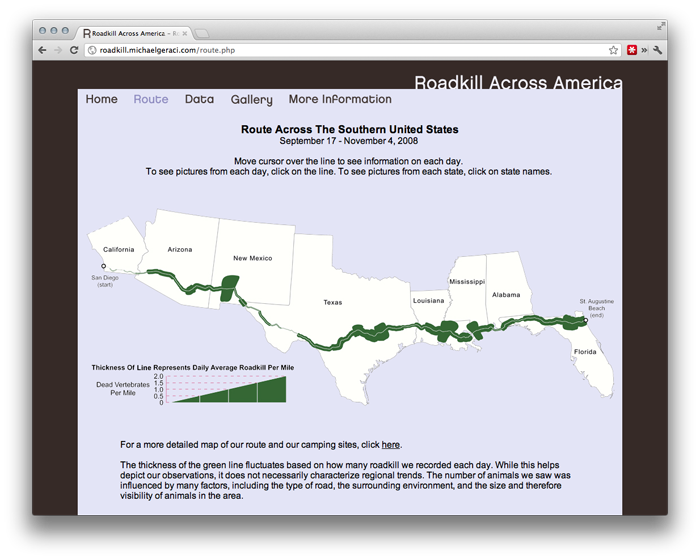 Roadkill Across America – R
roadkill.michaelgeraci.com/route.php
Roadkill Across America
Home Route Data Gallery More Information
Route Across The Southern United States
September 17 - November 4, 2008
Move cursor over the line to see information on each day.
To see pictures from each day, click on the line. To see pictures from each state, click on state names.
California
Arizona
New Mexico
Texas
Louisiana
Mississippi
Alabama
Florida
San Diego
(start)
St. Augustine
Beach
(end)
Thickness Of Line Represents Daily Average Roadkill Per Mile
Dead Vertebrates
Per Mile
2.0
1.5
1.0
0.5
0
For a more detailed map of our route and our camping sites, click here.
The thickness of the green line fluctuates based on how many roadkill we recorded each day. While this helps
depict our observations, it does not necessarily characterize regional trends. The number of animals we saw was
influenced by many factors, including the type of road, the surrounding environment, and the size and therefore
visibility of animals in the area.